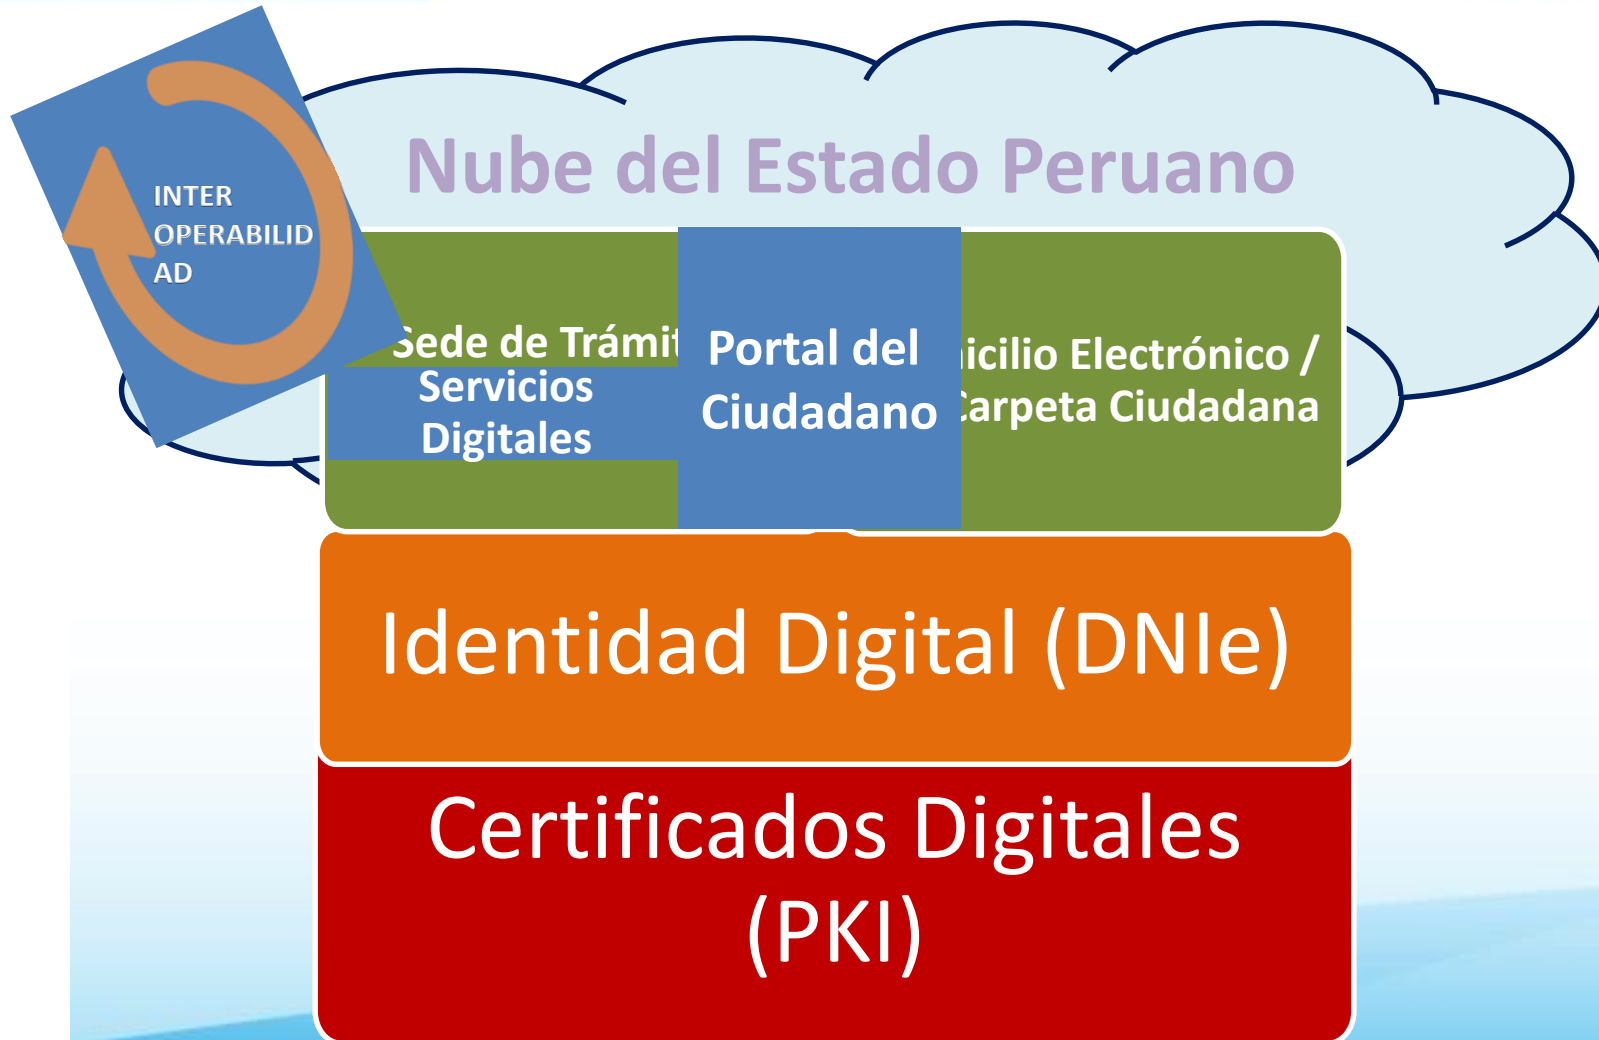 Nube del Estado Peruano
INTER
OPERABILID
AD
Sede de Trámit
Servicios
Digitales
Portal del
Ciudadano
icilio Electrónico /
Carpeta Ciudadana
Identidad Digital (DNIe)
Certificados Digitales
(PKI)